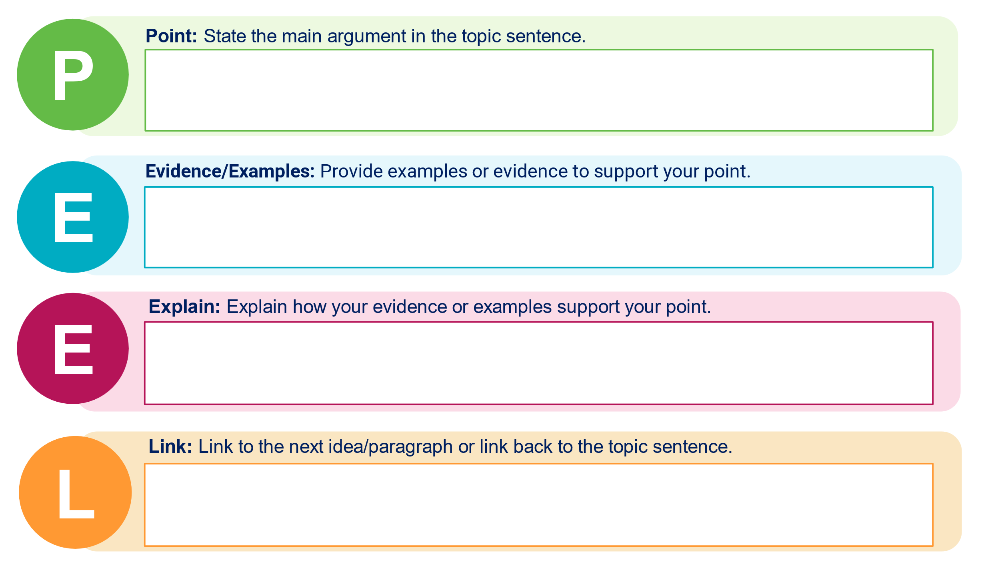 P
Point: State the main argument in the topic sentence.
E
Evidence/Examples: Provide examples or evidence to support your point.
E
Explain: Explain how your evidence or examples support your point.
L
Link: Link to the next idea/paragraph or link back to the topic sentence.